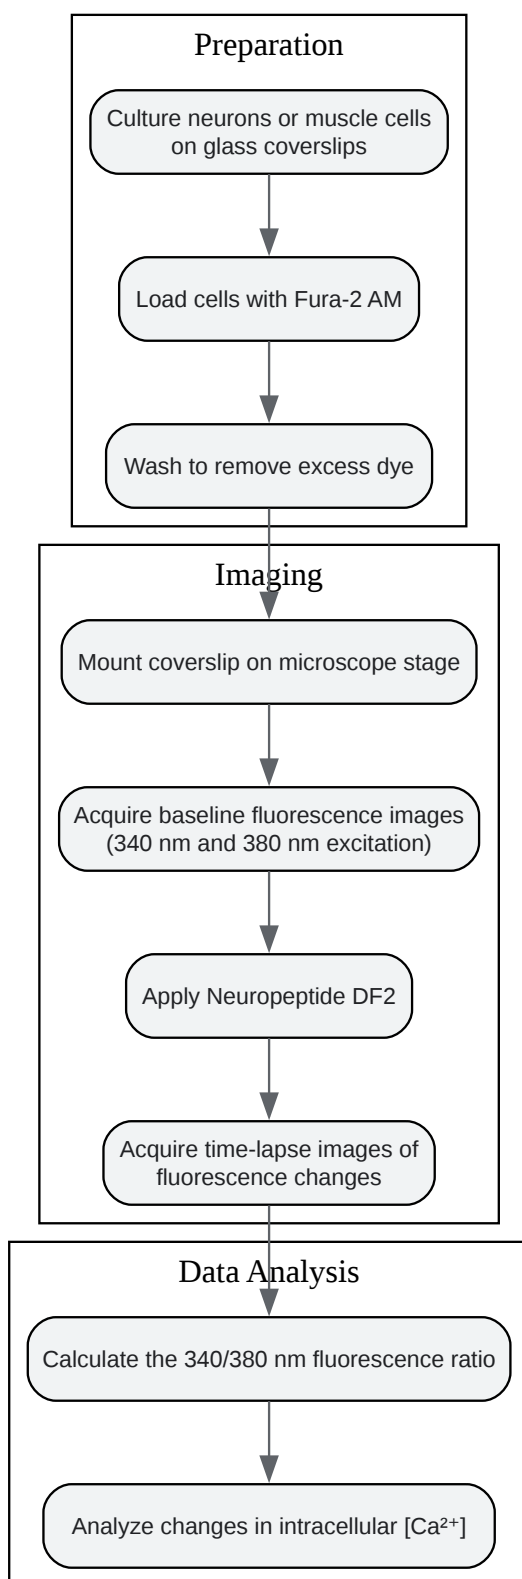 Preparation
Culture neurons or muscle cells
on glass coverslips
Load cells with Fura-2 AM
Wash to remove excess dye
Imaging
Mount coverslip on microscope stage
Acquire baseline fluorescence images
(340 nm and 380 nm excitation)
Apply Neuropeptide DF2
Acquire time-lapse images of
fluorescence changes
Data Analysis
Calculate the 340/380 nm fluorescence ratio
Analyze changes in intracellular [Ca²⁺]